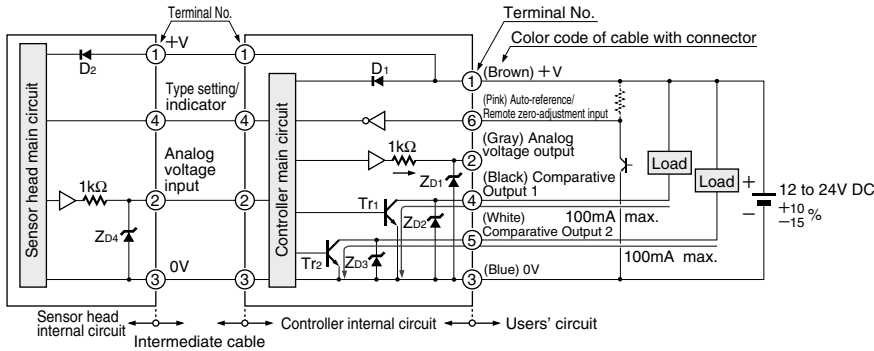 Terminal No.
Terminal No.
Color code of cable with connector
Sensor head main circuit
D2
1 +V 1
Type setting/
indicator
4 4
Analog
voltage
input
1kΩ
2 2
ZD4
0V
3 3
Controller main circuit
D1
1kΩ
ZD1
Tr1
ZD2
Tr2
ZD3
1 (Brown) +V
6 (Pink) Auto-reference/
Remote zero-adjustment input
2 (Gray) Analog
voltage output
4 (Black) Comparative
Output 1
100mA max.
5 (White)
Comparative Output 2
100mA max.
3 (Blue) 0V
Load
Load
+
−
12 to 24V DC
+10
−15 %
Sensor head
internal circuit
Intermediate cable
Controller internal circuit
Users' circuit